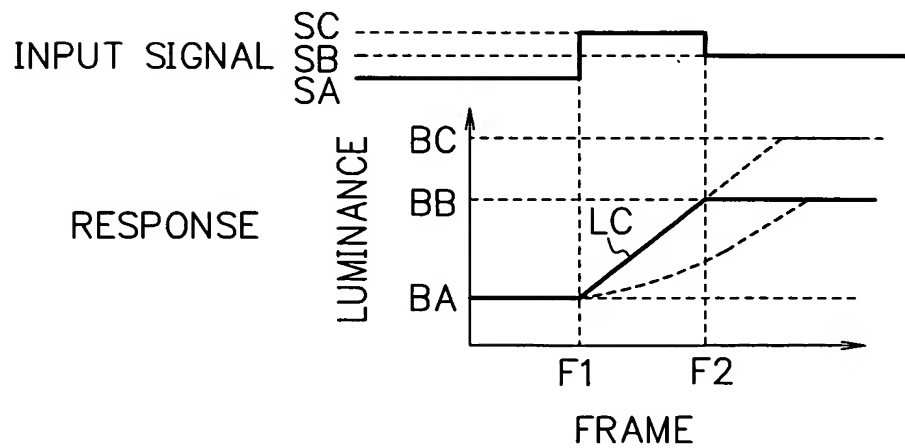 SC
INPUT SIGNAL SB
SA
BC
BB
LUMINANCE
RESPONSE
LC
BA
F1 F2
FRAME